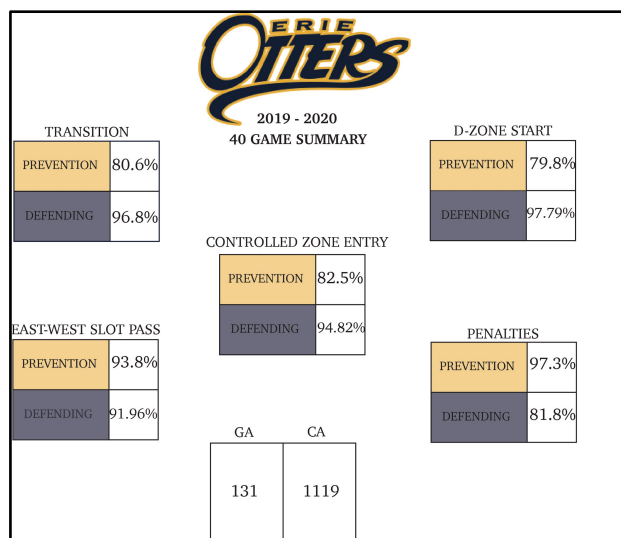 ERIE
OTTERS
2019 - 2020
40 GAME SUMMARY
TRANSITION
PREVENTION 80.6%
DEFENDING 96.8%
D-ZONE START
PREVENTION 79.8%
DEFENDING 97.79%
CONTROLLED ZONE ENTRY
PREVENTION 82.5%
DEFENDING 94.82%
EAST-WEST SLOT PASS
PREVENTION 93.8%
DEFENDING 91.96%
PENALTIES
PREVENTION 97.3%
DEFENDING 81.8%
GA CA
131 1119